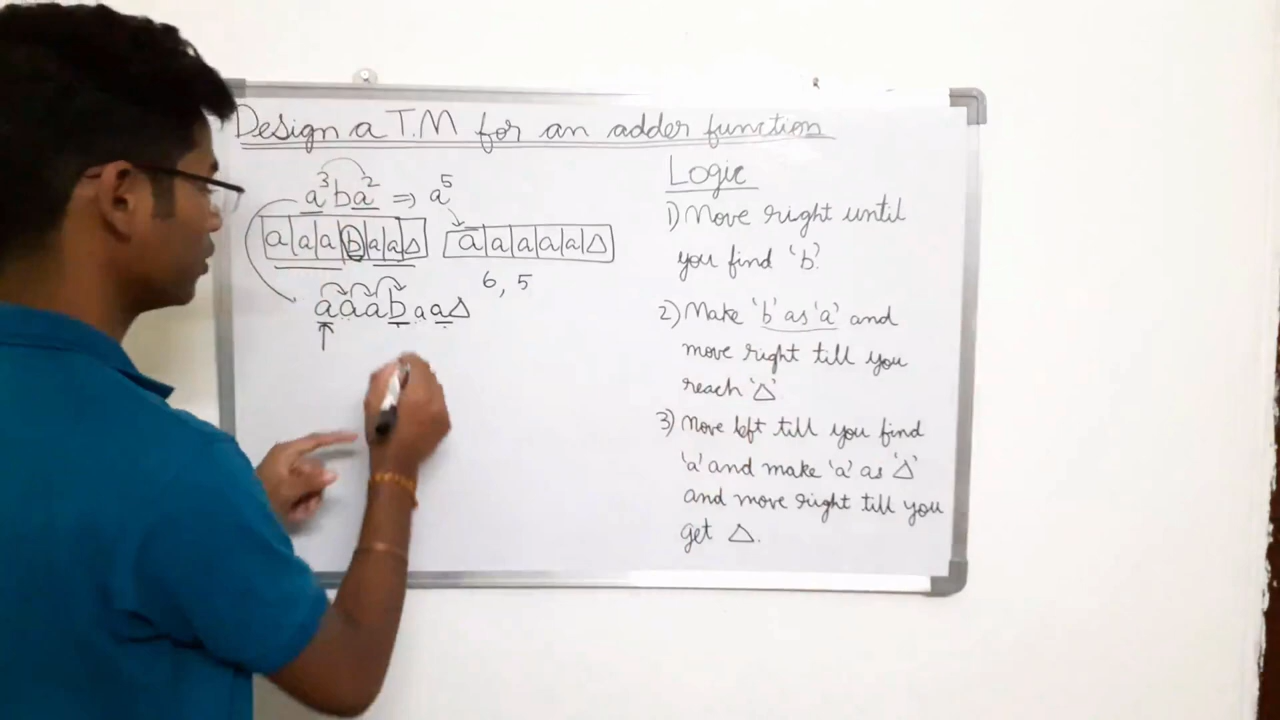 Design a T.M for an adder function
a³ba² ⇒ a⁵
a a a b a a Δ
a a a a a Δ
6, 5
a a a b a a Δ
Logic
1) Move right until
you find 'b'.
2) Make 'b' as 'a' and
move right till you
reach 'Δ'
3) Move left till you find
'a' and make 'a' as 'Δ'
and move right till you
get Δ.